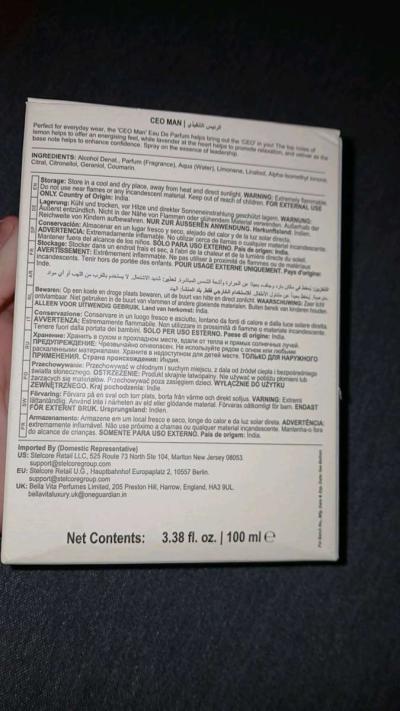 CEO MAN | الرئيس التنفيذي
Perfect for everyday wear, the 'CEO Man' Eau De Parfum helps bring out the 'CEO' in you! The top notes of
lemon helps to offer an energising feel, while lavender at the heart helps to promote relaxation, and vetiver as the
base note helps to enhance confidence. Spray on the essence of leadership.
INGREDIENTS: Alcohol Denat., Parfum (Fragrance), Aqua (Water), Limonene, Linalool, Alpha-Isomethyl Ionone,
Citral, Citronellol, Geraniol, Coumarin.
EN
Storage: Store in a cool and dry place, away from heat and direct sunlight. WARNING: Extremely flammable.
Do not use near flames or any incandescent material. Keep out of reach of children. FOR EXTERNAL USE
ONLY. Country of Origin: India.
DE
Lagerung: Kühl und trocken, vor Hitze und direkter Sonneneinstrahlung geschützt lagern. WARNUNG:
Äußerst entzündlich. Nicht in der Nähe von Flammen oder glühendem Material verwenden. Außerhalb der
Reichweite von Kindern aufbewahren. NUR ZUR ÄUSSEREN ANWENDUNG. Herkunftsland: Indien.
SP
Conservación: Almacenar en un lugar fresco y seco, alejado del calor y de la luz solar directa.
ADVERTENCIA: Extremadamente inflamable. No utilizar cerca de llamas o cualquier material incandescente.
Mantener fuera del alcance de los niños. SÓLO PARA USO EXTERNO. País de origen: India.
FR
Stockage: Stocker dans un endroit frais et sec, à l'abri de la chaleur et de la lumière directe du soleil.
AVERTISSEMENT: Extrêmement inflammable. Ne pas utiliser à proximité de flammes ou de matériaux
incandescents. Tenir hors de portée des enfants. POUR USAGE EXTERNE UNIQUEMENT. Pays d'origine:
Inde.
AR
Bewaren: Op een koele en droge plaats bewaren, uit de buurt van hitte en direct zonlicht. WAARSCHUWING: Zeer licht
ontvlambaar. Niet gebruiken in de buurt van vlammen of andere gloeiende materialen. Buiten bereik van kinderen houden.
ALLEEN VOOR UITWENDIG GEBRUIK. Land van herkomst: India.
Conservazione: Conservare in un luogo fresco e asciutto, lontano da fonti di calore e dalla luce solare diretta.
AVVERTENZA: Estremamente infiammabile. Non utilizzare in prossimità di fiamme o materiale incandescente.
Tenere fuori dalla portata dei bambini. SOLO PER USO ESTERNO. Paese di origine: India.
RU
Хранение: Хранить в сухом и прохладном месте, вдали от тепла и прямых солнечных лучей.
ПРЕДУПРЕЖДЕНИЕ: Чрезвычайно огнеопасен. Не используйте рядом с огнем или любыми
раскаленными материалами. Храните в недоступном для детей месте. ТОЛЬКО ДЛЯ НАРУЖНОГО
ПРИМЕНЕНИЯ. Страна происхождения: Индия.
PO
Przechowywanie: Przechowywać w chłodnym i suchym miejscu, z dala od źródeł ciepła i bezpośredniego
światła słonecznego. OSTRZEŻENIE: Produkt skrajnie łatwopalny. Nie używać w pobliżu płomieni lub
żarzących się materiałów. Przechowywać poza zasięgiem dzieci. WYŁĄCZNIE DO UŻYTKU
ZEWNĘTRZNEGO. Kraj pochodzenia: Indie.
SW
Förvaring: Förvara på en sval och torr plats, borta från värme och direkt solljus. VARNING: Extremt
lättantändlig. Använd inte i närheten av eld eller glödande material. Förvaras oåtkomligt för barn. ENDAST
FÖR EXTERNT BRUK. Ursprungsland: Indien.
PR
Armazenamento: Armazene em um local fresco e seco, longe do calor e da luz solar direta. ADVERTÊNCIA:
extremamente inflamável. Não use próximo a chamas ou qualquer material incandescente. Mantenha-o fora
do alcance de crianças. SOMENTE PARA USO EXTERNO. País de origem: Índia.
Imported By (Domestic Representative)
US: Stelcore Retail LLC, 525 Route 73 North Ste 104, Marlton New Jersey 08053
support@stelcoregroup.com
EU: Stelcore Retail U.G., Hauptbahnhof Europaplatz 2, 10557 Berlin.
support@stelcoregroup.com
UK: Bella Vita Perfumes Limited, 205 Preston Hill, Harrow, England, HA3 9UL.
bellavitaluxury.uk@oneguardian.in
Net Contents: 3.38 fl. oz. | 100 ml ℮